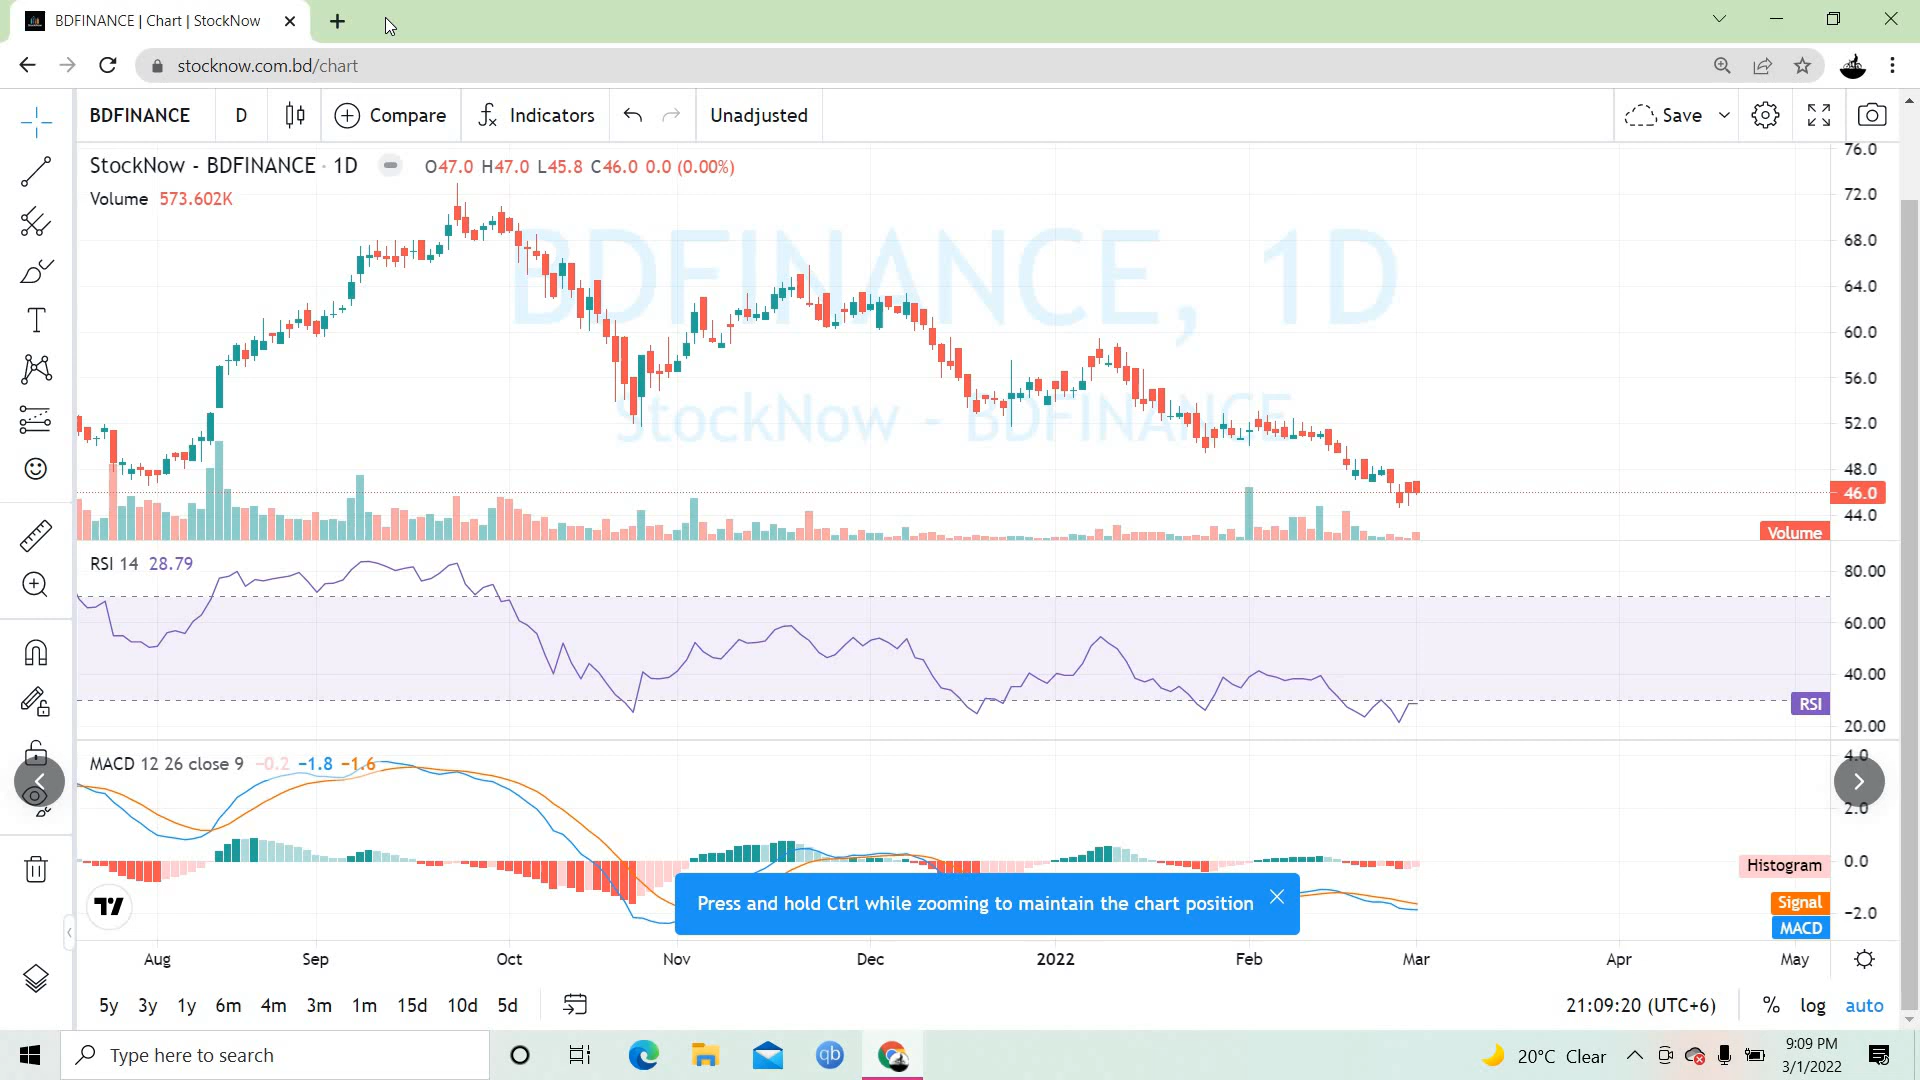 BDFINANCE | Chart | StockNow
stocknow.com.bd/chart
BDFINANCE D Compare Indicators Unadjusted Save
StockNow - BDFINANCE · 1D O47.0 H47.0 L45.8 C46.0 0.0 (0.00%)
Volume 573.602K
BDFINANCE, 1D
StockNow - BDFINANCE
76.0
72.0
68.0
64.0
60.0
56.0
52.0
48.0
46.0
44.0
Volume
RSI 14 28.79
80.00
60.00
40.00
RSI
20.00
MACD 12 26 close 9 −0.2 −1.8 −1.6
4.0
2.0
0.0
Histogram
Signal
−2.0
MACD
Press and hold Ctrl while zooming to maintain the chart position
Aug Sep Oct Nov Dec 2022 Feb Mar Apr May
5y 3y 1y 6m 4m 3m 1m 15d 10d 5d 21:09:20 (UTC+6) % log auto
Type here to search qb 20°C Clear 9:09 PM
3/1/2022